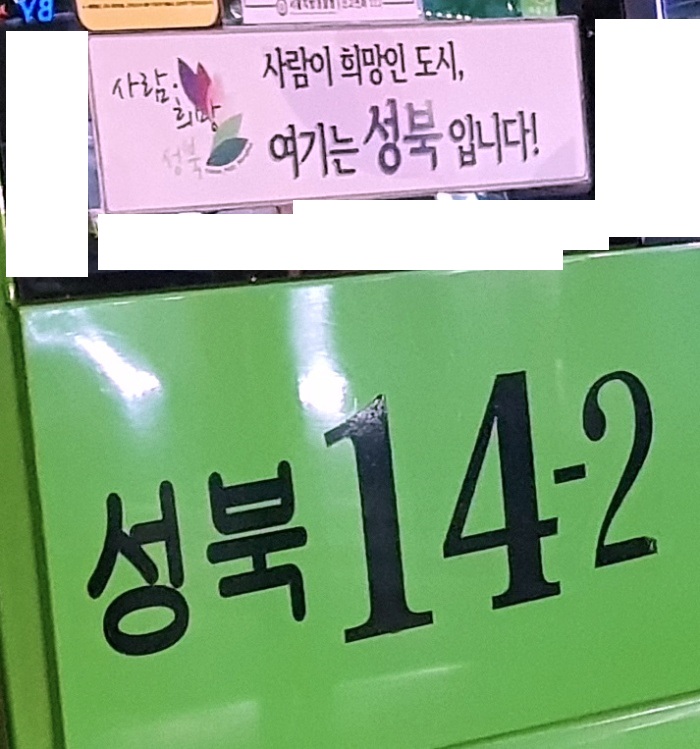 사람·
희망
성북
사람이 희망인 도시,
여기는 성북 입니다!
성북 14-2